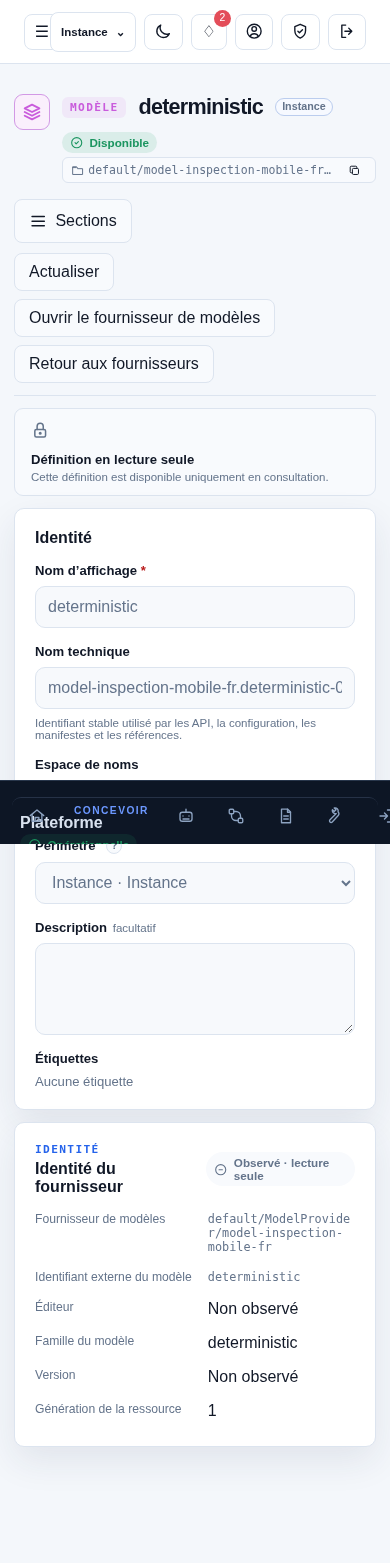 Instance
2
MODÈLE
deterministic
Instance
Disponible
default/model-inspection-mobile-fr…
Sections
Actualiser
Ouvrir le fournisseur de modèles
Retour aux fournisseurs
Définition en lecture seule
Cette définition est disponible uniquement en consultation.
Identité
Nom d'affichage *
deterministic
Nom technique
model-inspection-mobile-fr.deterministic-
Identifiant stable utilisé par les API, la configuration, les
manifestes et les références.
Espace de noms
CONCEVOIR
Plateforme
Périmètre ?
Instance · Instance
Description facultatif
Étiquettes
Aucune étiquette
IDENTITÉ
Identité du
fournisseur
Observé · lecture
seule
Fournisseur de modèles
default/ModelProvide
r/model-inspection-
mobile-fr
Identifiant externe du modèle
deterministic
Éditeur
Non observé
Famille du modèle
deterministic
Version
Non observé
Génération de la ressource
1